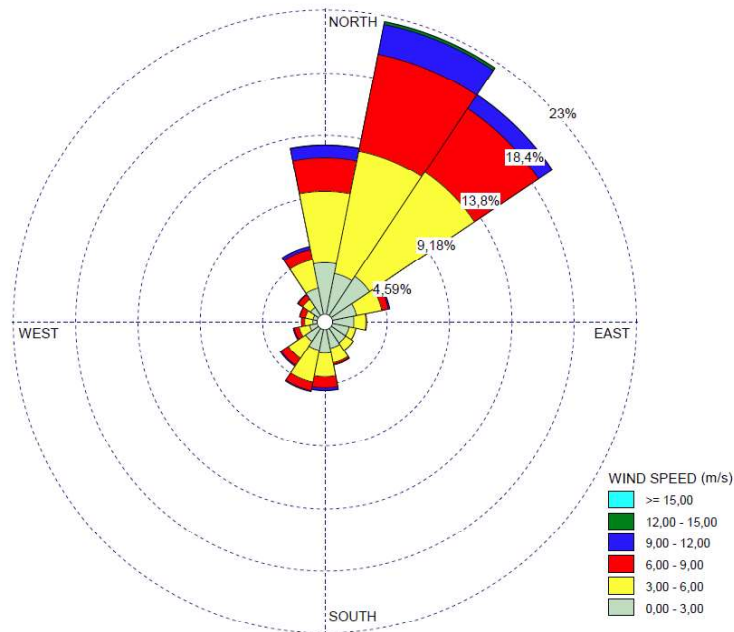 NORTH
23%
18,4%
13,8%
9,18%
4,59%
WEST
EAST
SOUTH
WIND SPEED (m/s)
>= 15,00
12,00 - 15,00
9,00 - 12,00
6,00 - 9,00
3,00 - 6,00
0,00 - 3,00